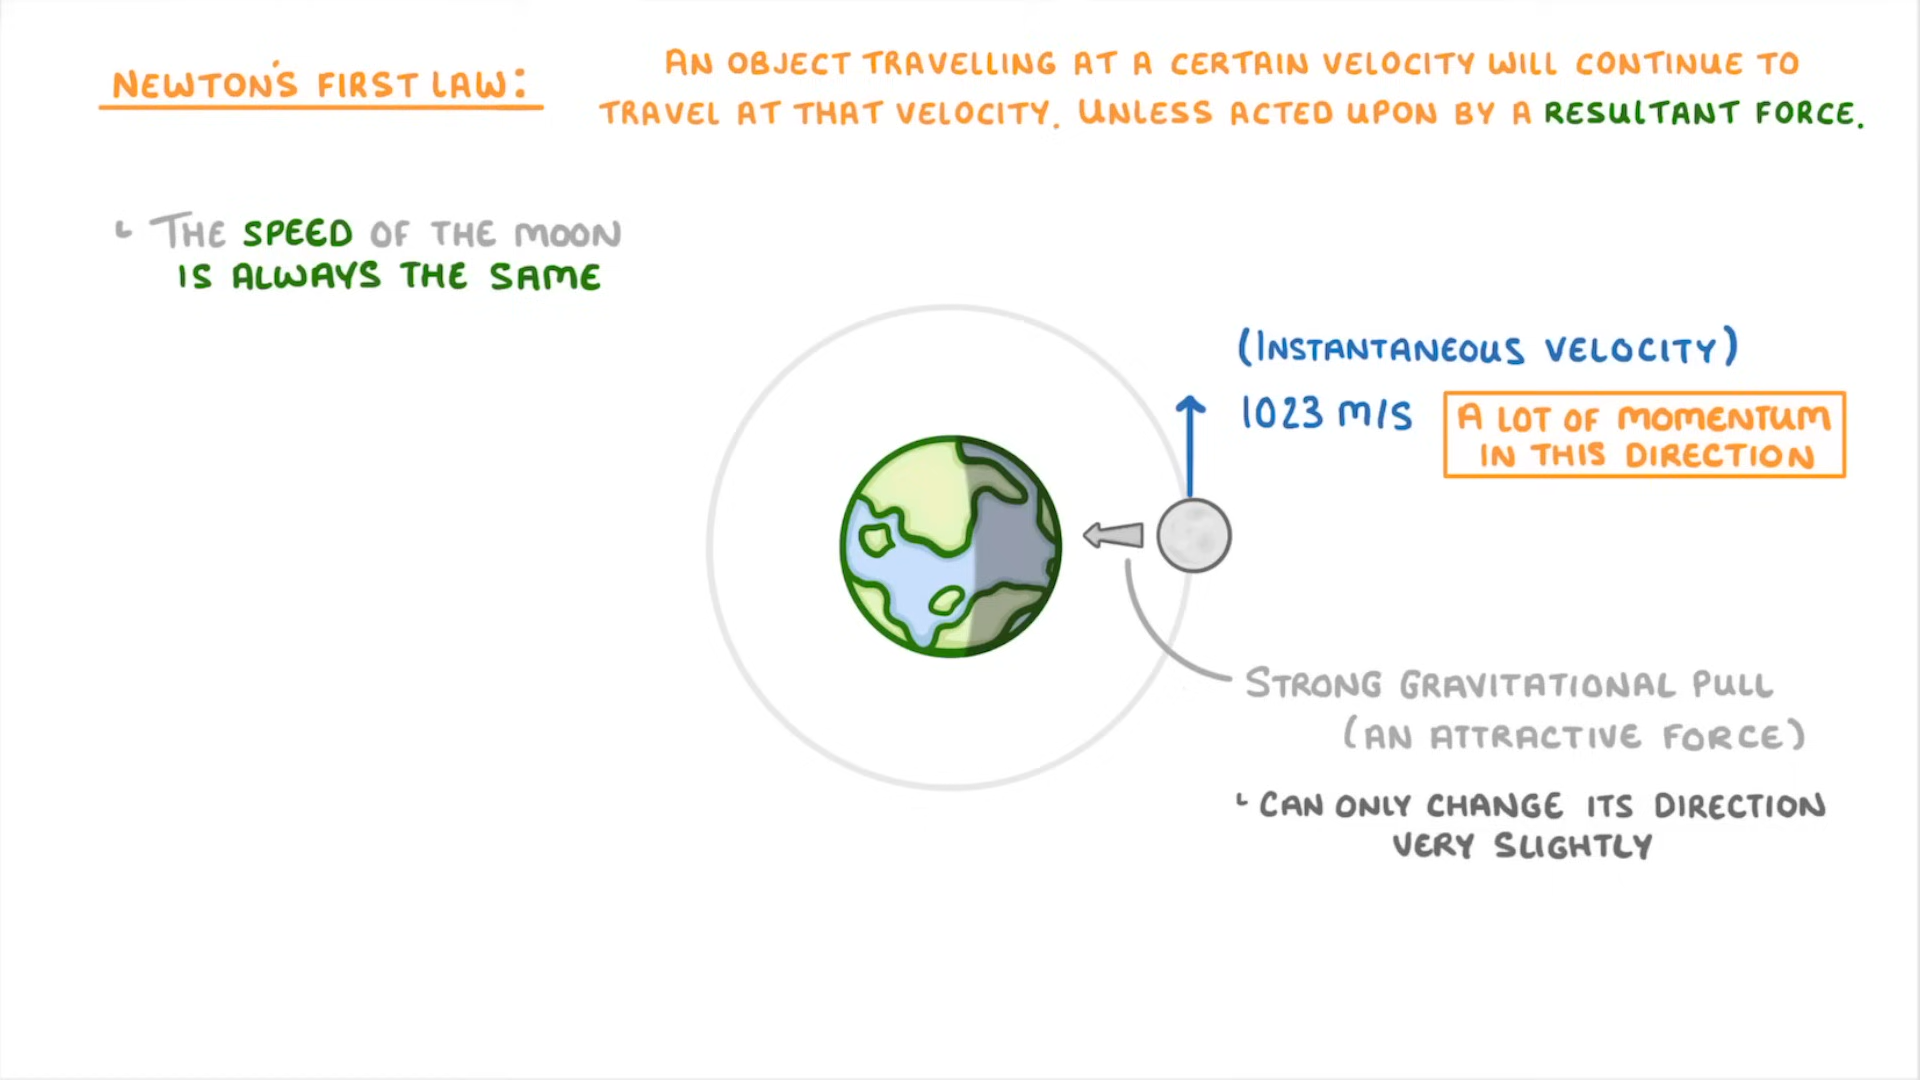 NEWTON'S FIRST LAW:
AN OBJECT TRAVELLING AT A CERTAIN VELOCITY WILL CONTINUE TO
TRAVEL AT THAT VELOCITY. UNLESS ACTED UPON BY A RESULTANT FORCE.
THE SPEED OF THE MOON
IS ALWAYS THE SAME
(INSTANTANEOUS VELOCITY)
1023 M/S
A LOT OF MOMENTUM
IN THIS DIRECTION
STRONG GRAVITATIONAL PULL
(AN ATTRACTIVE FORCE)
CAN ONLY CHANGE ITS DIRECTION
VERY SLIGHTLY